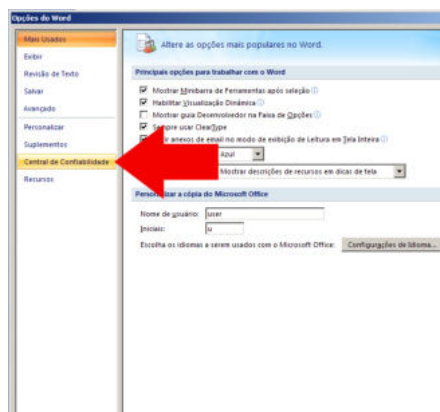 Opções do Word
Mais Usados
Exibir
Revisão de Texto
Salvar
Avançado
Personalizar
Suplementos
Central de Confiabilidade
Recursos
Altere as opções mais populares no Word.
Principais opções para trabalhar com o Word
Mostrar Minibarra de Ferramentas após seleção
Habilitar Visualização Dinâmica
Mostrar guia Desenvolvedor na Faixa de Opções
Sempre usar ClearType
anexos de email no modo de exibição de Leitura em Tela Inteira
Azul
Mostrar descrições de recursos em dicas de tela
Personalizar a cópia do Microsoft Office
Nome de usuário: user
Iniciais: u
Escolha os idiomas a serem usados com o Microsoft Office: Configurações de Idioma...